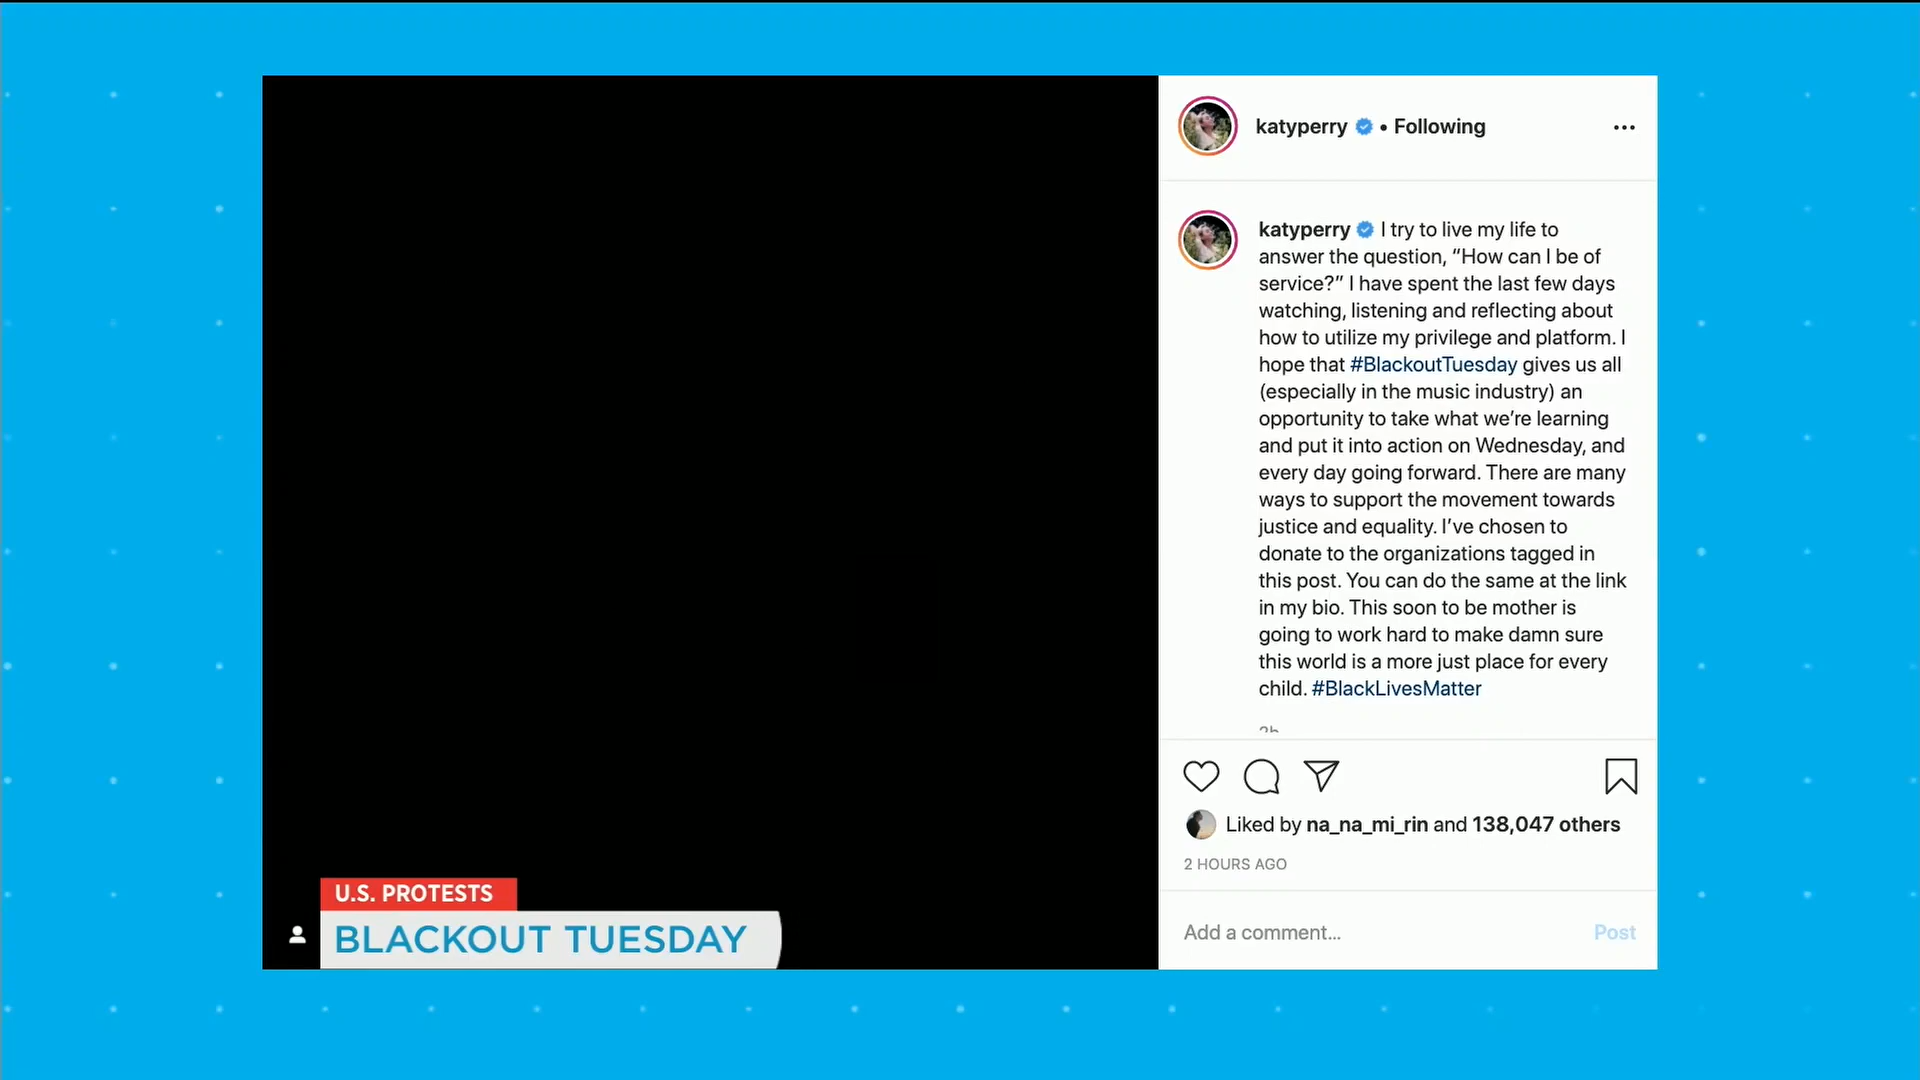 katyperry • Following
katyperry I try to live my life to
answer the question, “How can I be of
service?” I have spent the last few days
watching, listening and reflecting about
how to utilize my privilege and platform. I
hope that #BlackoutTuesday gives us all
(especially in the music industry) an
opportunity to take what we’re learning
and put it into action on Wednesday, and
every day going forward. There are many
ways to support the movement towards
justice and equality. I’ve chosen to
donate to the organizations tagged in
this post. You can do the same at the link
in my bio. This soon to be mother is
going to work hard to make damn sure
this world is a more just place for every
child. #BlackLivesMatter
2h
Liked by na_na_mi_rin and 138,047 others
2 HOURS AGO
Add a comment... Post
U.S. PROTESTS
BLACKOUT TUESDAY